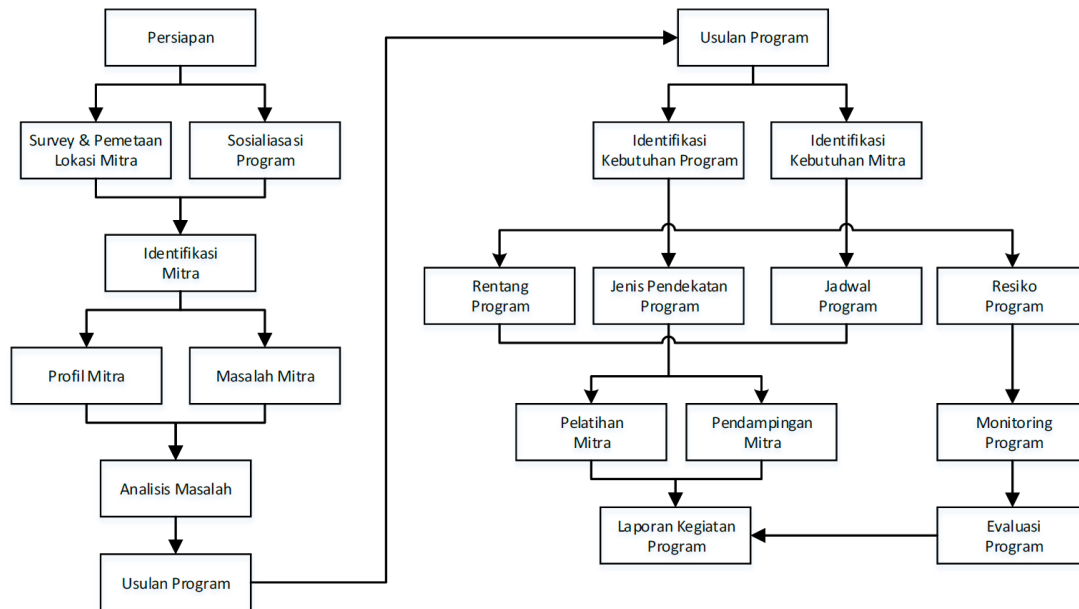 Persiapan
Survey & Pemetaan
Lokasi Mitra
Sosialiasasi
Program
Identifikasi
Mitra
Profil Mitra
Masalah Mitra
Analisis Masalah
Usulan Program
Usulan Program
Identifikasi
Kebutuhan Program
Identifikasi
Kebutuhan Mitra
Rentang
Program
Jenis Pendekatan
Program
Jadwal
Program
Resiko
Program
Pelatihan
Mitra
Pendampingan
Mitra
Monitoring
Program
Laporan Kegiatan
Program
Evaluasi
Program